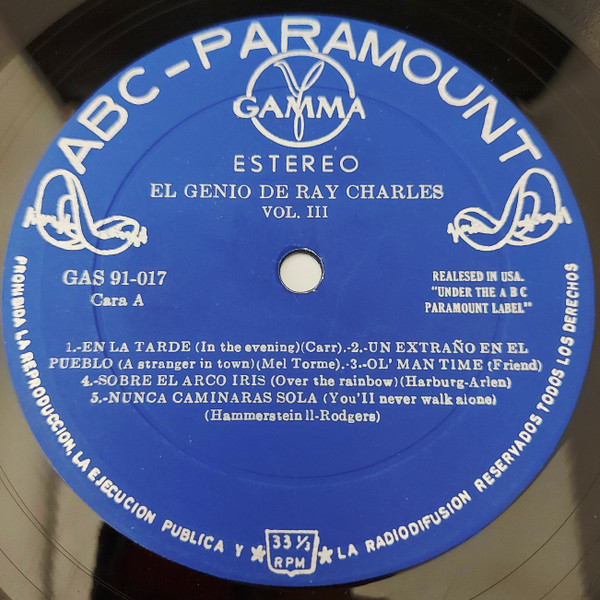 ABC-PARAMOUNT
GAMMA
ESTEREO
EL GENIO DE RAY CHARLES
VOL. III
GAS 91-017
Cara A
REALESED IN USA.
"UNDER THE A B C
PARAMOUNT LABEL"
1.-EN LA TARDE (In the evening)(Carr).-2.-UN EXTRAÑO EN EL
PUEBLO (A stranger in town)(Mel Torme).-3.-OL' MAN TIME (Friend)
4.-SOBRE EL ARCO IRIS (Over the rainbow)(Harburg-Arlen)
5.-NUNCA CAMINARAS SOLA (You'll never walk alone)
(Hammerstein ll-Rodgers)
PROHIBIDA LA REPRODUCCION, LA EJECUCION PUBLICA Y LA RADIODIFUSION RESERVADOS TODOS LOS DERECHOS
33 1/3
RPM